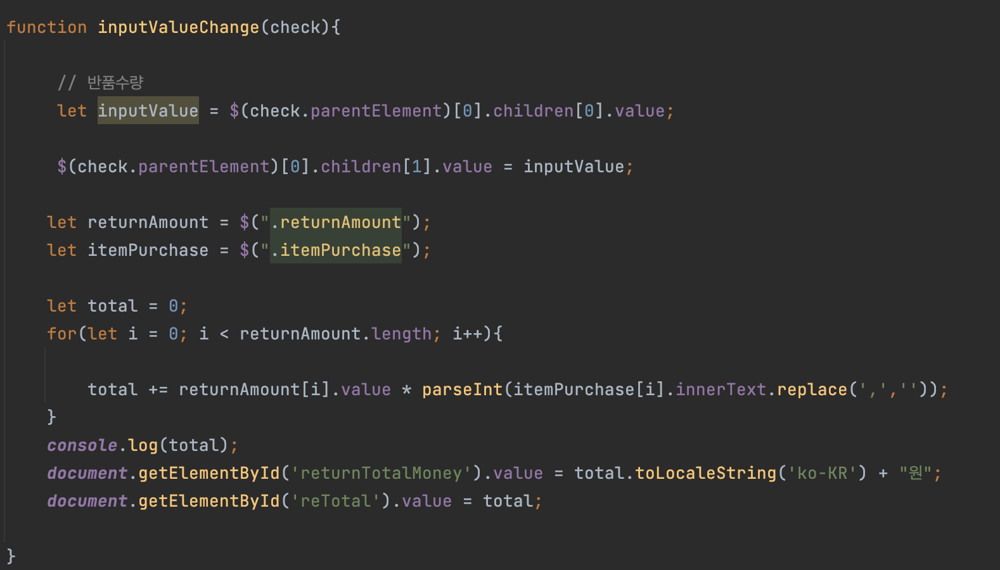 function inputValueChange(check){
// 반품수량
let inputValue = $(check.parentElement)[0].children[0].value;
$(check.parentElement)[0].children[1].value = inputValue;
let returnAmount = $(".returnAmount");
let itemPurchase = $(".itemPurchase");
let total = 0;
for(let i = 0; i < returnAmount.length; i++){
total += returnAmount[i].value * parseInt(itemPurchase[i].innerText.replace(',',''));
}
console.log(total);
document.getElementById('returnTotalMoney').value = total.toLocaleString('ko-KR') + "원";
document.getElementById('reTotal').value = total;
}